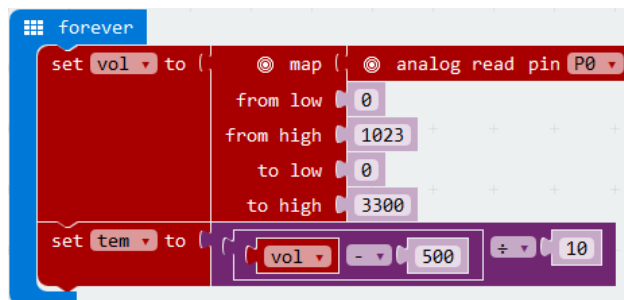 forever
set vol to ( map ( analog read pin P0
from low 0
from high 1023
to low 0
to high 3300
set tem to ( ( vol - 500 ÷ 10